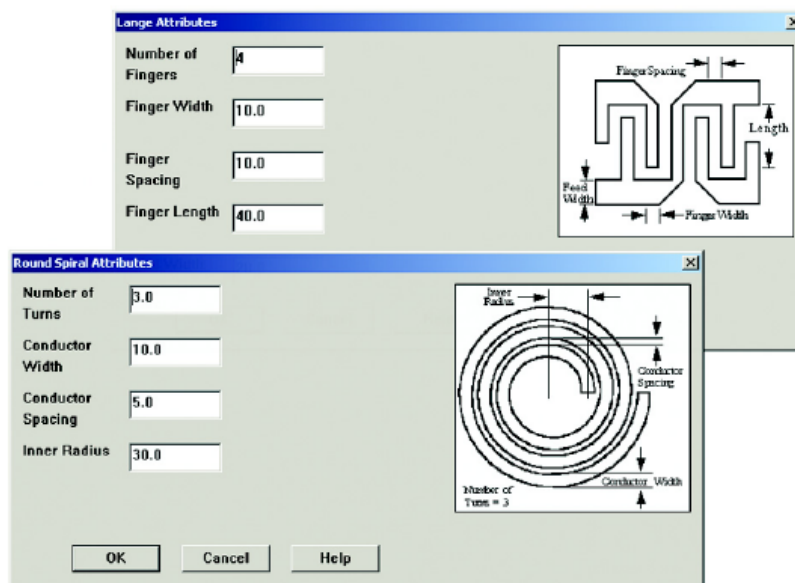 Lange Attributes
Number of
Fingers
4
Finger Width
10.0
Finger
Spacing
10.0
Finger Length
40.0
Finger Spacing
Length
Feed
Width
Finger Width
Round Spiral Attributes
Number of
Turns
3.0
Conductor
Width
10.0
Conductor
Spacing
5.0
Inner Radius
30.0
Inner
Radius
Conductor
Spacing
Conductor Width
Number of
Turns = 3
OK
Cancel
Help